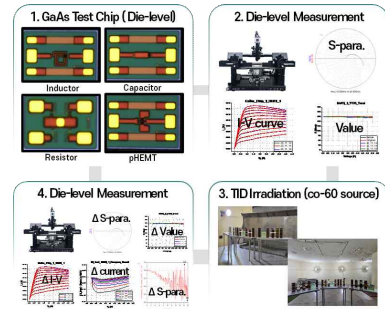 1. GaAs Test Chip (Die-level)
Inductor
Capacitor
Resistor
pHEMT
2. Die-level Measurement
S-para.
I-V curve
Value
4. Die-level Measurement
Δ S-para.
Δ Value
Δ I-V
Δ current
Δ S-para.
3. TID Irradiation (co-60 source)